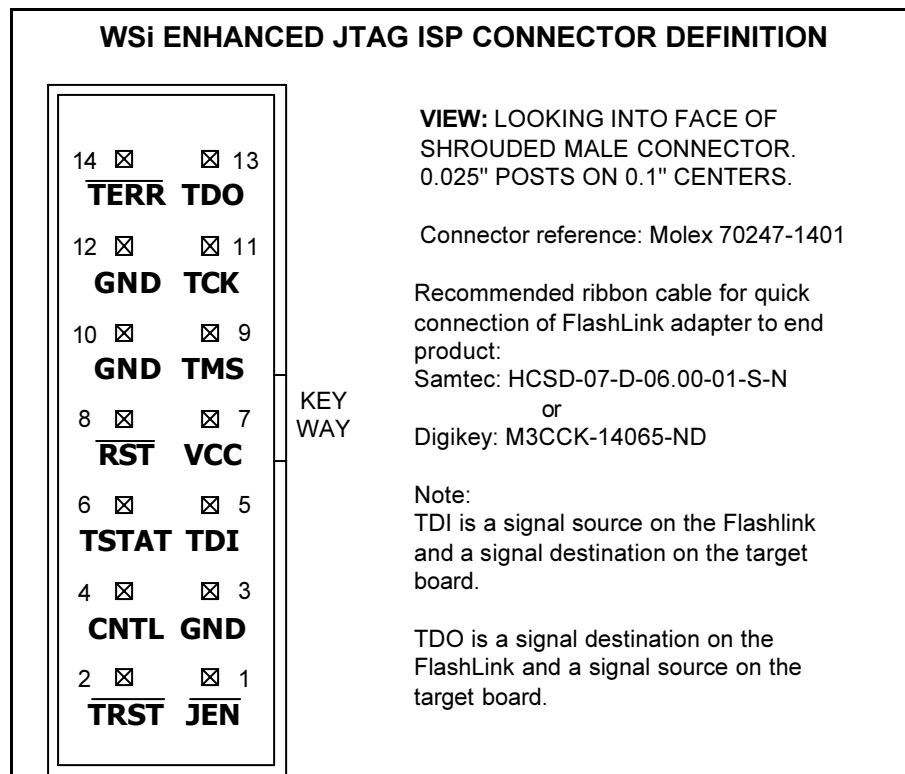 WSi ENHANCED JTAG ISP CONNECTOR DEFINITION
14 13
TERR TDO
12 11
GND TCK
10 9
GND TMS
8 7
RST VCC
6 5
TSTAT TDI
4 3
CNTL GND
2 1
TRST JEN
KEY
WAY
VIEW: LOOKING INTO FACE OF
SHROUDED MALE CONNECTOR.
0.025" POSTS ON 0.1" CENTERS.
Connector reference: Molex 70247-1401
Recommended ribbon cable for quick
connection of FlashLink adapter to end
product:
Samtec: HCSD-07-D-06.00-01-S-N
or
Digikey: M3CCK-14065-ND
Note:
TDI is a signal source on the Flashlink
and a signal destination on the target
board.
TDO is a signal destination on the
FlashLink and a signal source on the
target board.